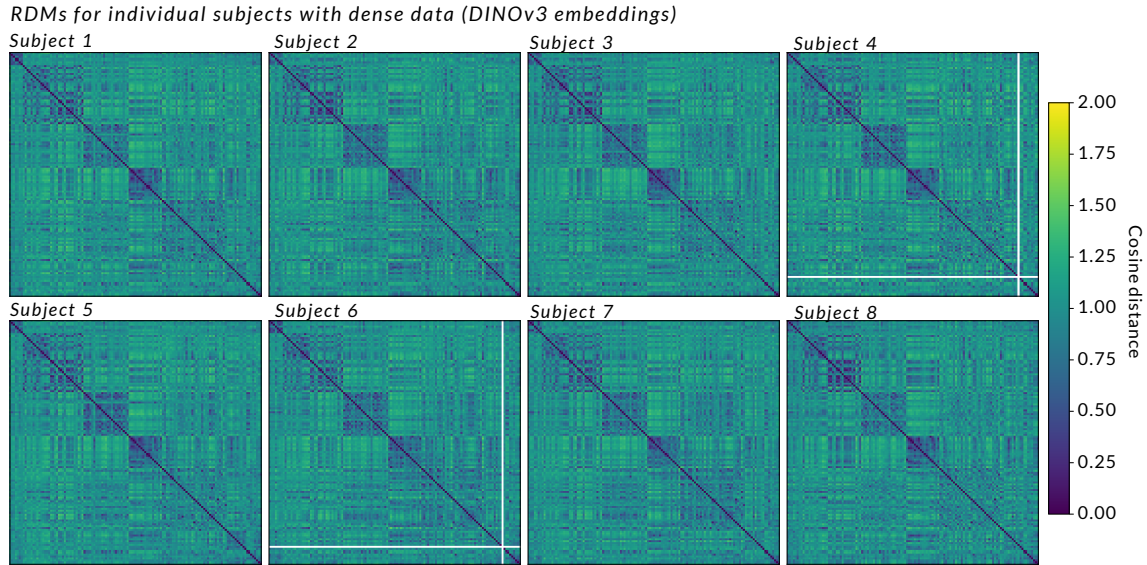 RDMs for individual subjects with dense data (DINOv3 embeddings)
Subject 1
Subject 2
Subject 3
Subject 4
Subject 5
Subject 6
Subject 7
Subject 8
2.00
1.75
1.50
1.25
1.00
0.75
0.50
0.25
0.00
Cosine distance